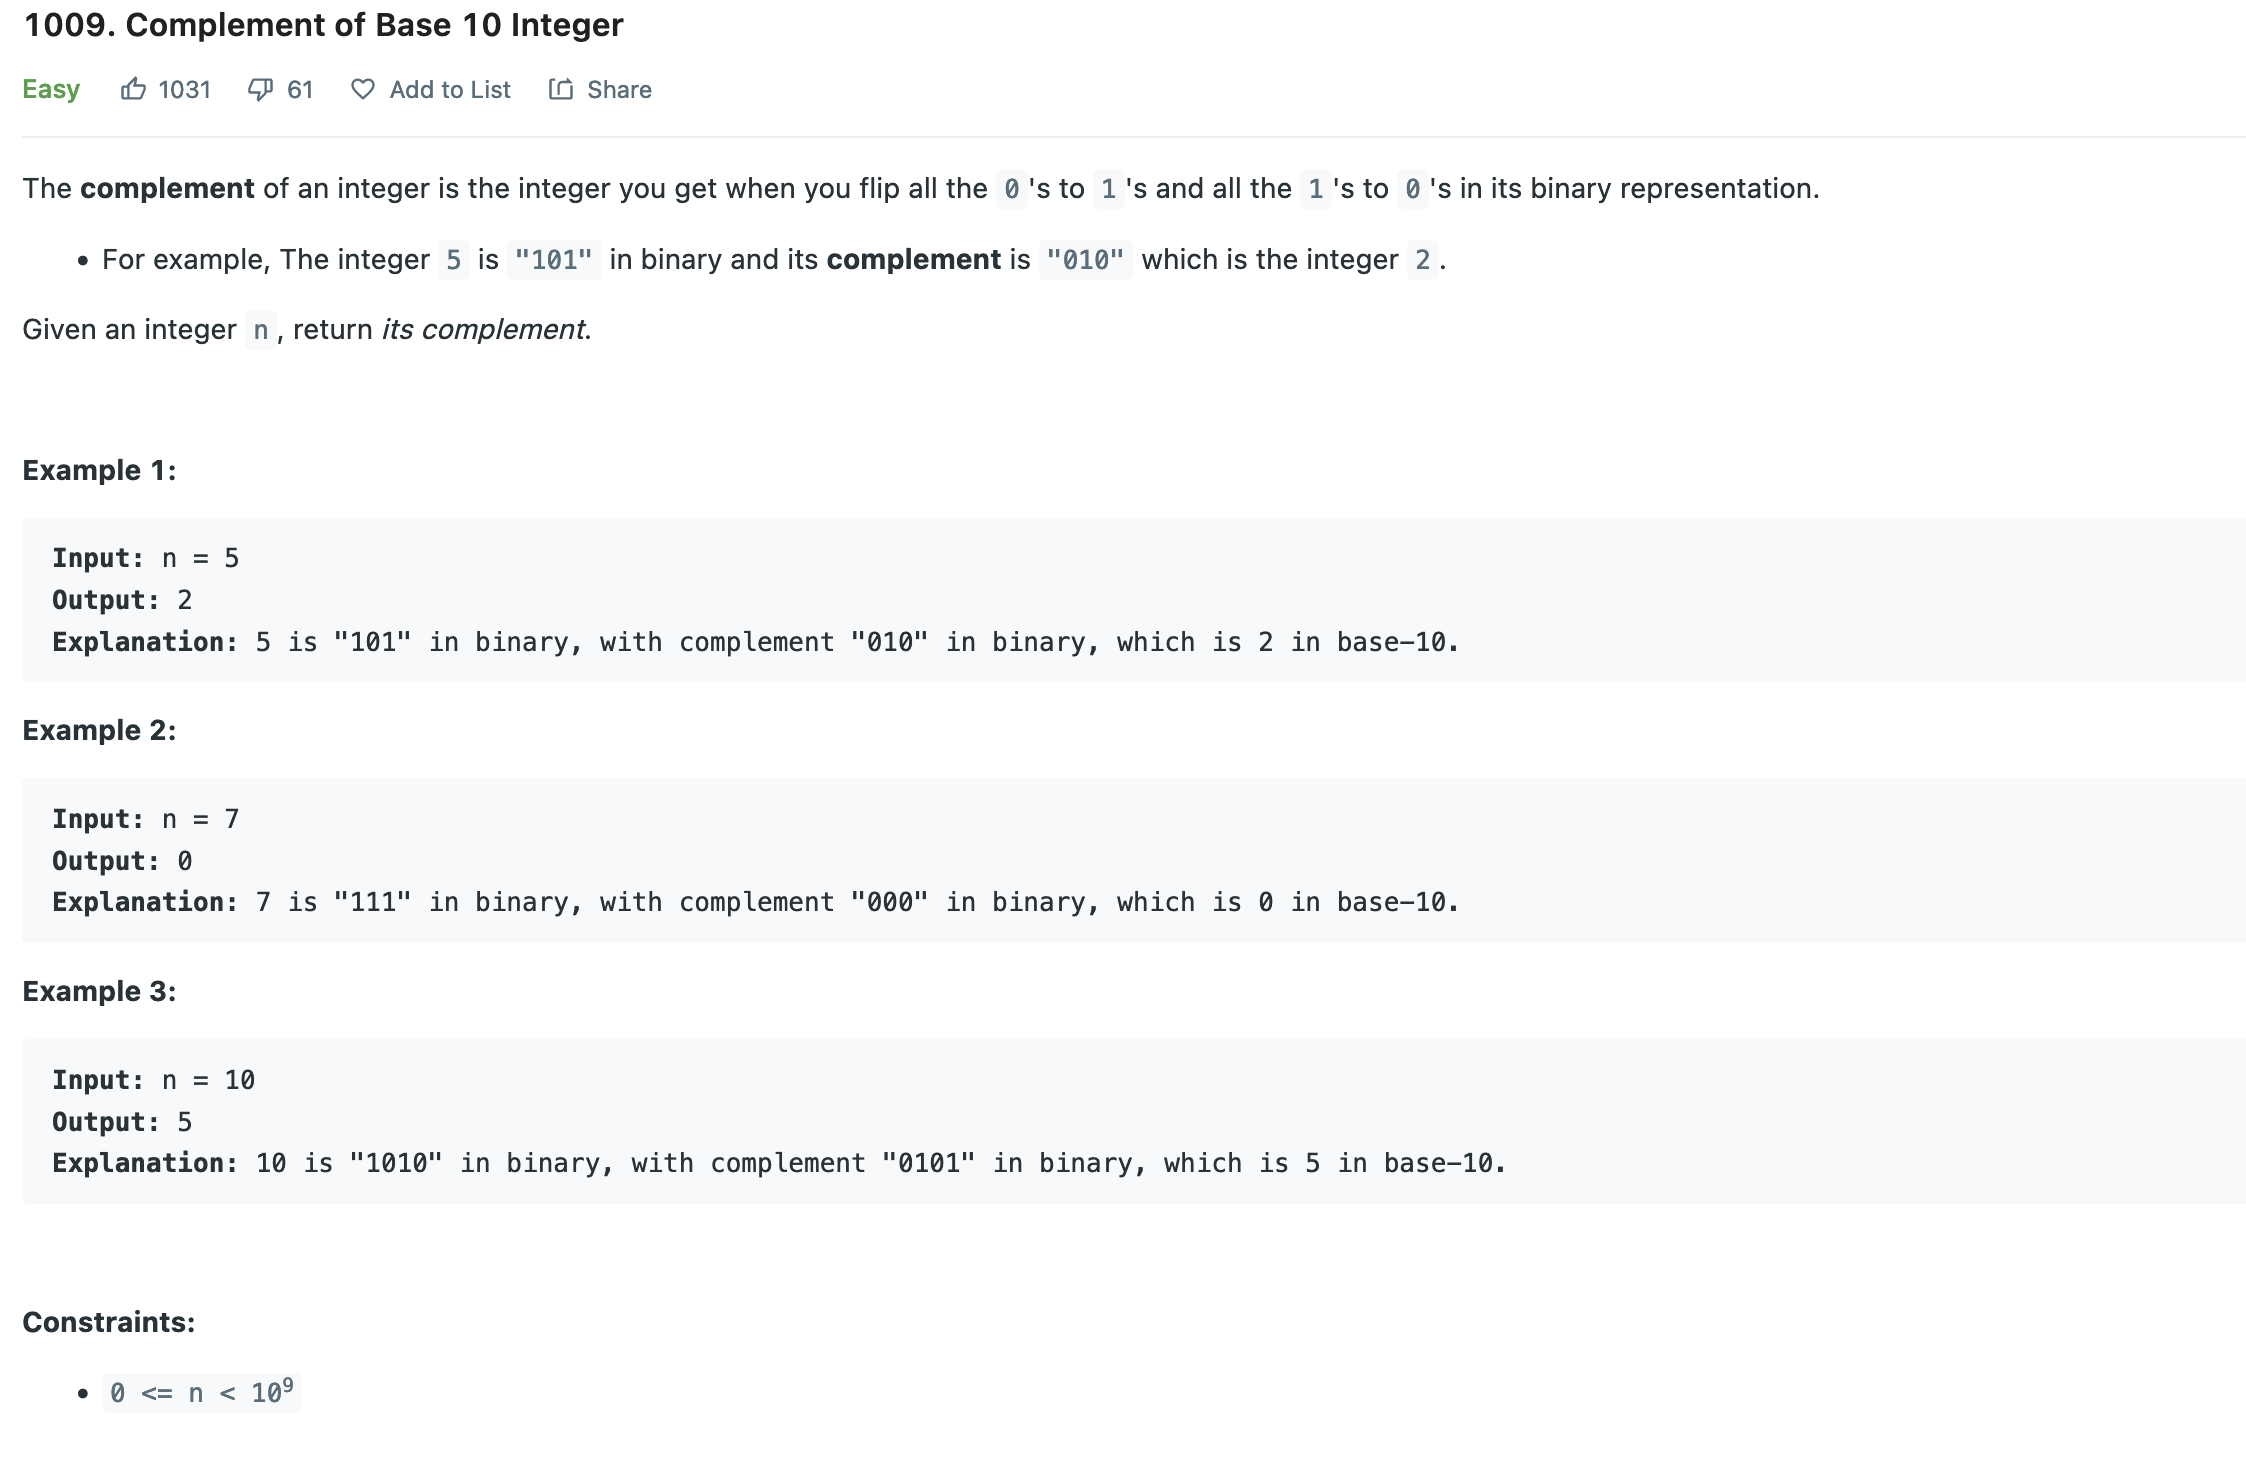 1009. Complement of Base 10 Integer
Easy 1031 61 Add to List Share
The complement of an integer is the integer you get when you flip all the 0's to 1's and all the 1's to 0's in its binary representation.
• For example, The integer 5 is "101" in binary and its complement is "010" which is the integer 2.
Given an integer n, return its complement.
Example 1:
Input: n = 5
Output: 2
Explanation: 5 is "101" in binary, with complement "010" in binary, which is 2 in base-10.
Example 2:
Input: n = 7
Output: 0
Explanation: 7 is "111" in binary, with complement "000" in binary, which is 0 in base-10.
Example 3:
Input: n = 10
Output: 5
Explanation: 10 is "1010" in binary, with complement "0101" in binary, which is 5 in base-10.
Constraints:
• 0 <= n < 10⁹